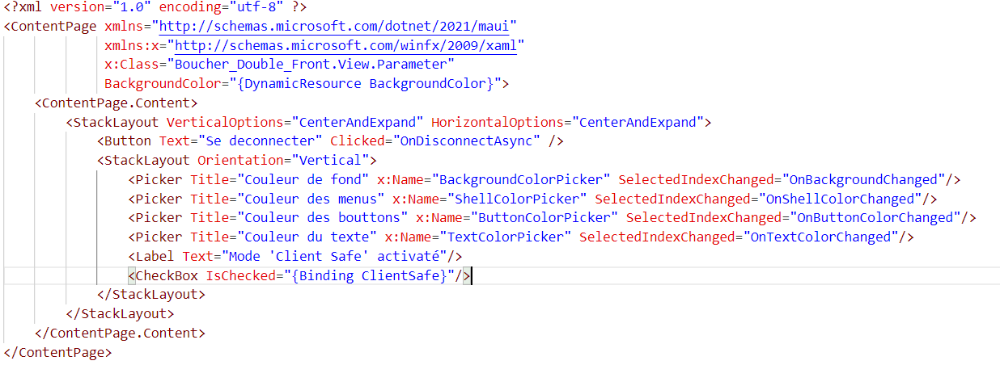 <?xml version="1.0" encoding="utf-8" ?>
<ContentPage xmlns="http://schemas.microsoft.com/dotnet/2021/maui"
             xmlns:x="http://schemas.microsoft.com/winfx/2009/xaml"
             x:Class="Boucher_Double_Front.View.Parameter"
             BackgroundColor="{DynamicResource BackgroundColor}">
    <ContentPage.Content>
        <StackLayout VerticalOptions="CenterAndExpand" HorizontalOptions="CenterAndExpand">
            <Button Text="Se deconnecter" Clicked="OnDisconnectAsync" />
            <StackLayout Orientation="Vertical">
                <Picker Title="Couleur de fond" x:Name="BackgroundColorPicker" SelectedIndexChanged="OnBackgroundChanged"/>
                <Picker Title="Couleur des menus" x:Name="ShellColorPicker" SelectedIndexChanged="OnShellColorChanged"/>
                <Picker Title="Couleur des bouttons" x:Name="ButtonColorPicker" SelectedIndexChanged="OnButtonColorChanged"/>
                <Picker Title="Couleur du texte" x:Name="TextColorPicker" SelectedIndexChanged="OnTextColorChanged"/>
                <Label Text="Mode 'Client Safe' activaté"/>
                <CheckBox IsChecked="{Binding ClientSafe}"/>
            </StackLayout>
        </StackLayout>
    </ContentPage.Content>
</ContentPage>